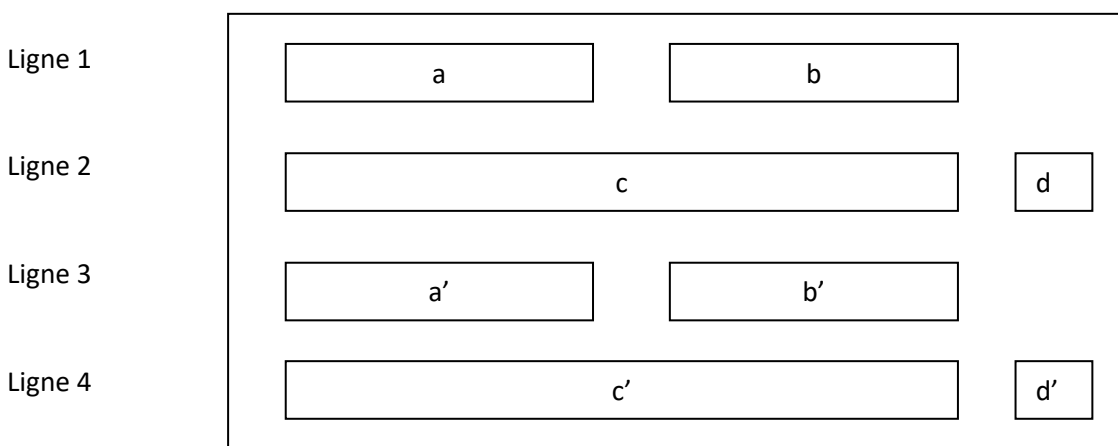 Ligne 1 a b
Ligne 2 c d
Ligne 3 a’ b’
Ligne 4 c’ d’